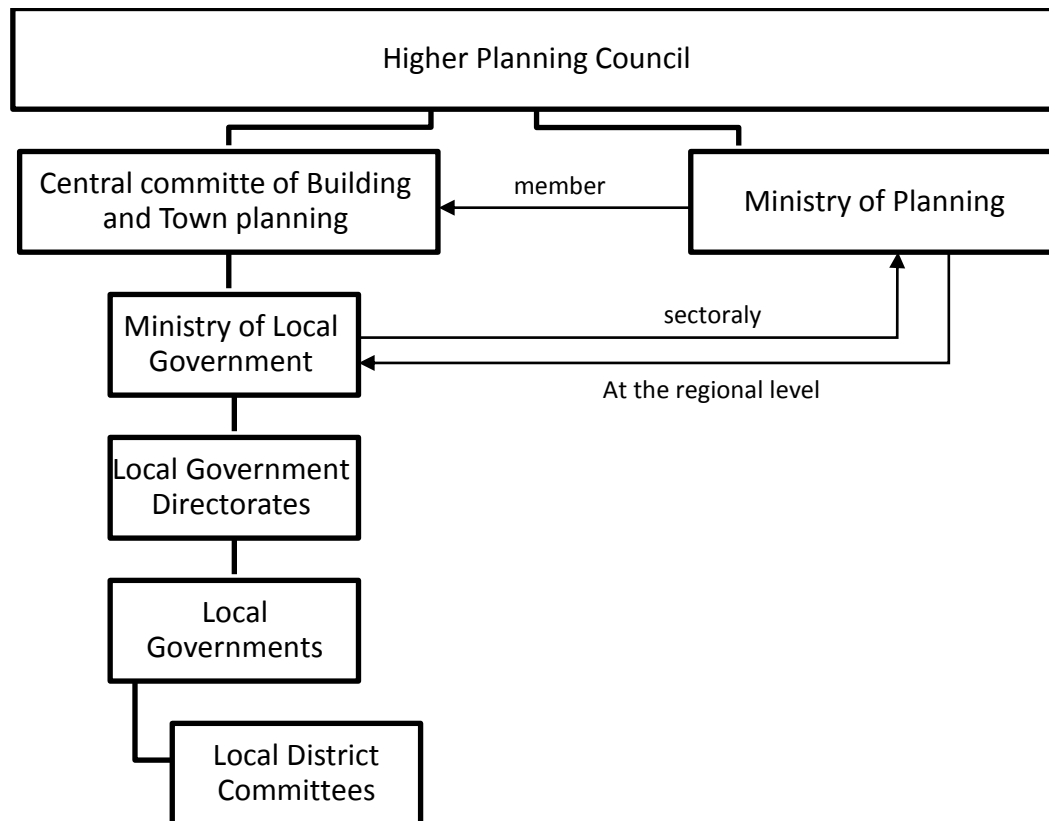 Higher Planning Council
Central committe of Building
and Town planning
member
Ministry of Planning
Ministry of Local
Government
sectoraly
At the regional level
Local Government
Directorates
Local
Governments
Local District
Committees